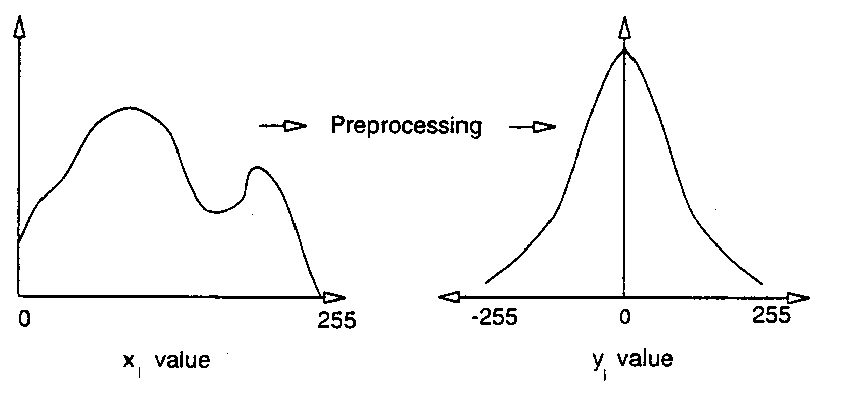 Preprocessing
0 255
-255 0 255
x_i value
y_i value